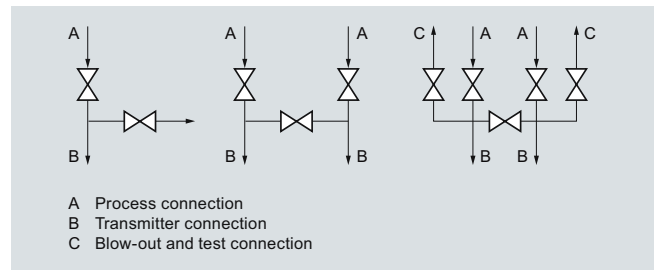 A A A C A A C
B B B B B
A Process connection
B Transmitter connection
C Blow-out and test connection